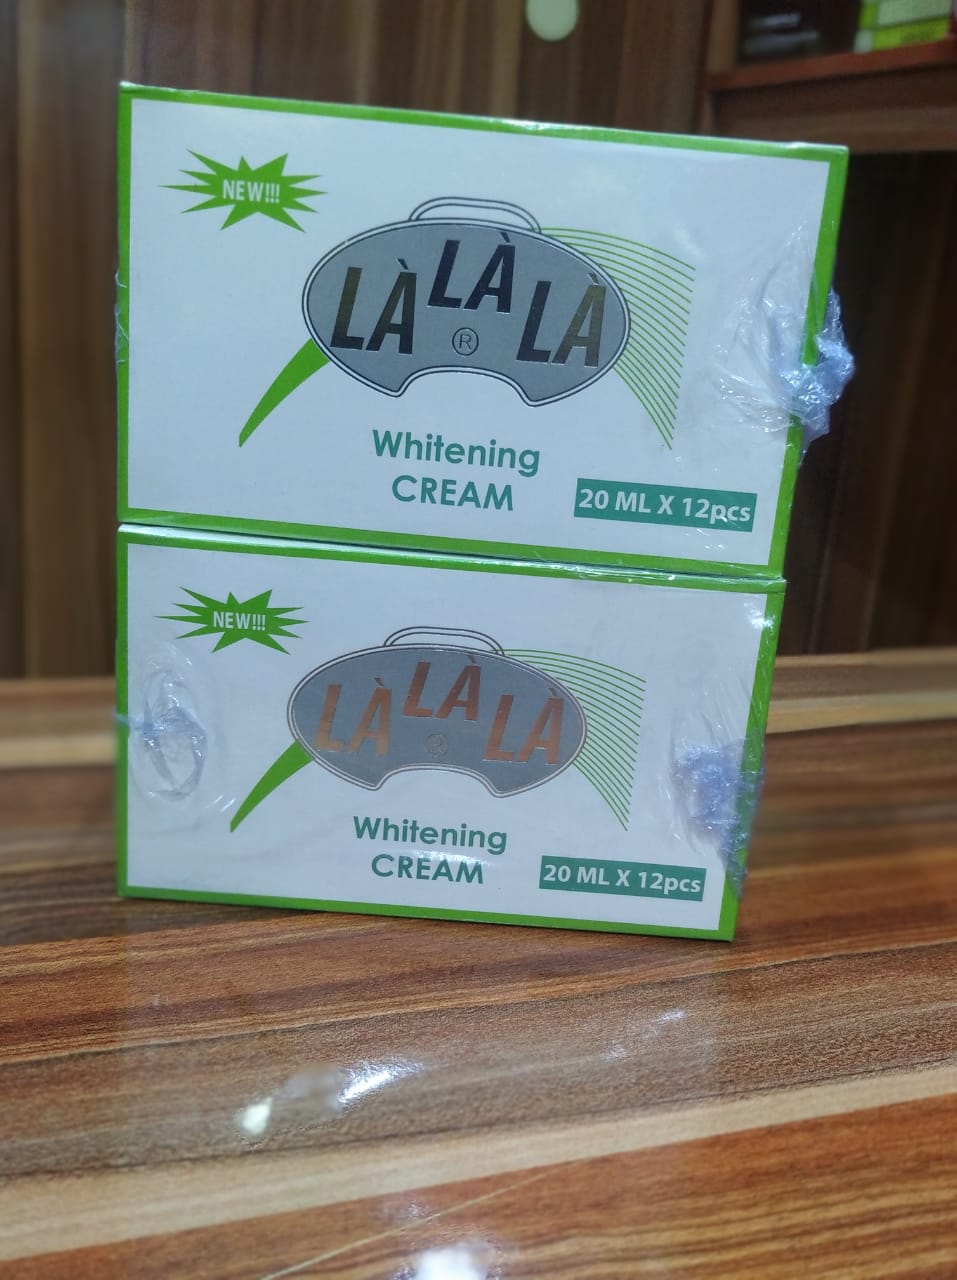 NEW!!!
LÀ LÀ LÀ
®
Whitening
CREAM
20 ML X 12pcs
NEW!!!
LÀ LÀ LÀ
®
Whitening
CREAM
20 ML X 12pcs